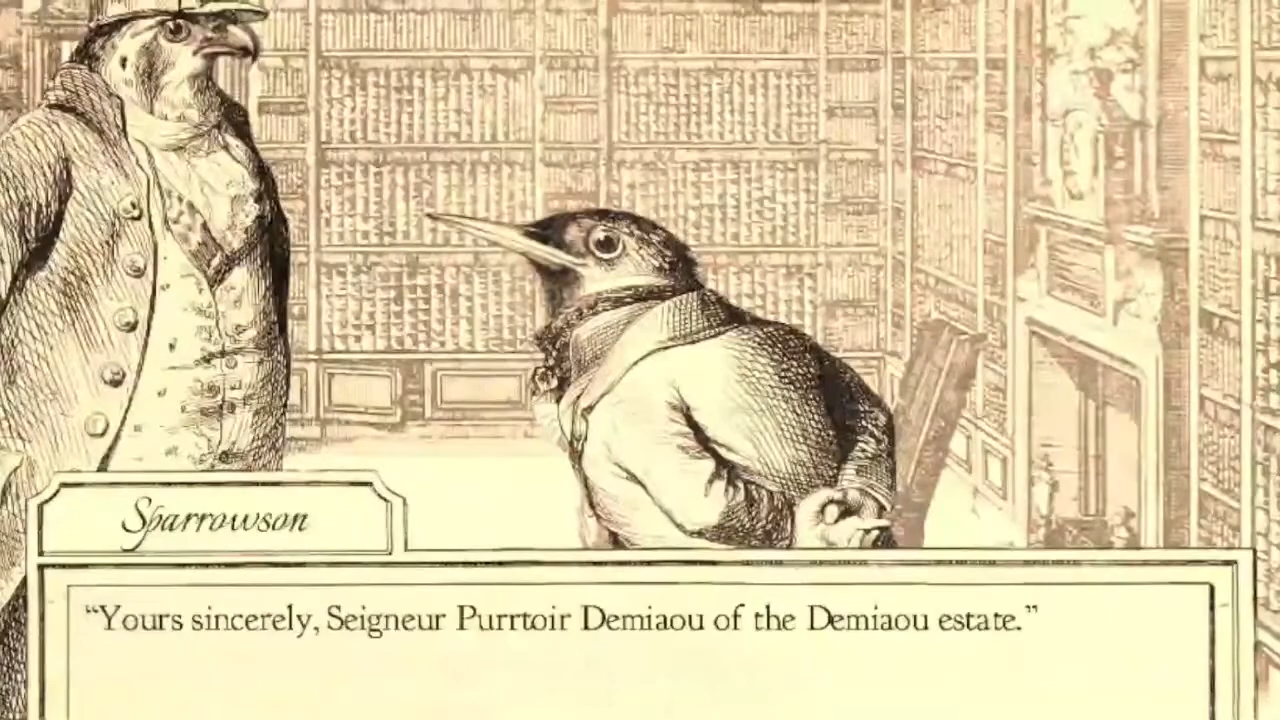 Sparrowson
“Yours sincerely, Seigneur Purrtoir Demiaou of the Demiaou estate.”